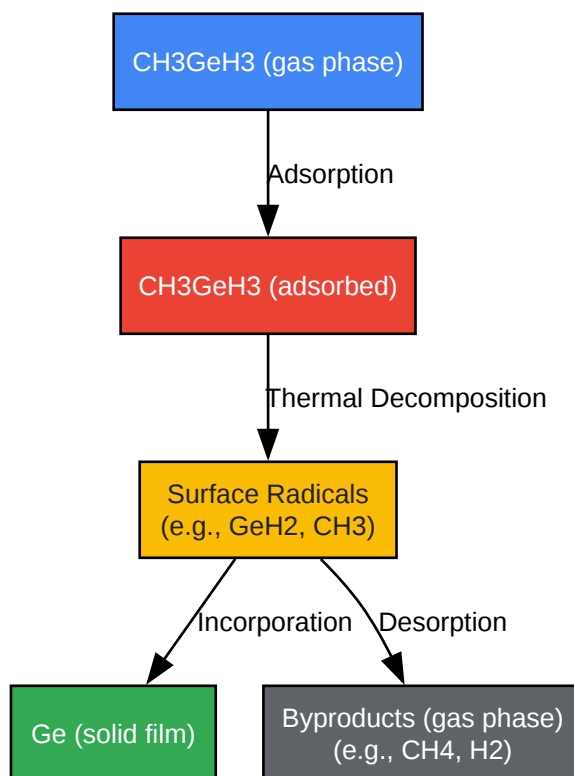 CH3GeH3 (gas phase)
Adsorption
CH3GeH3 (adsorbed)
Thermal Decomposition
Surface Radicals
(e.g., GeH2, CH3)
Incorporation
Desorption
Ge (solid film)
Byproducts (gas phase)
(e.g., CH4, H2)